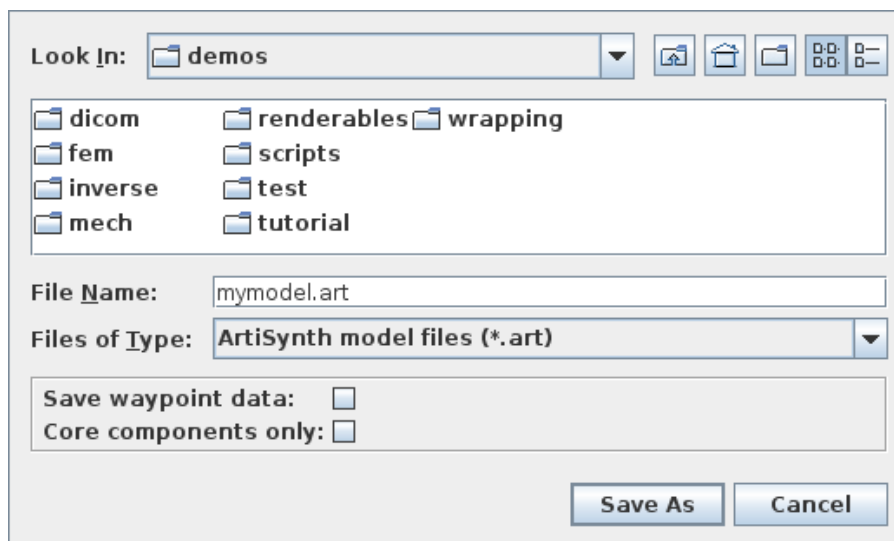 Look In: demos
dicom renderables wrapping
fem scripts
inverse test
mech tutorial
File Name: mymodel.art
Files of Type: ArtiSynth model files (*.art)
Save waypoint data:
Core components only:
Save As Cancel